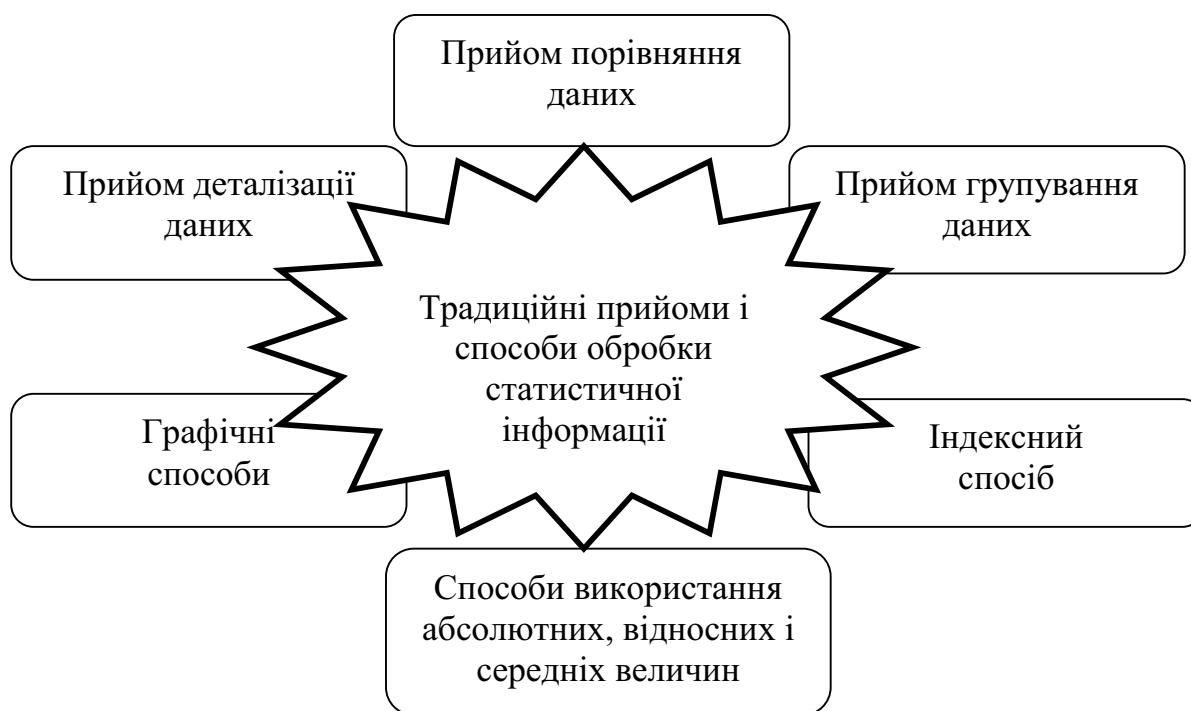 Прийом порівняння
даних
Прийом деталізації
даних
Прийом групування
даних
Традиційні прийоми і
способи обробки
статистичної
інформації
Графічні
способи
Індексний
спосіб
Способи використання
абсолютних, відносних і
середніх величин